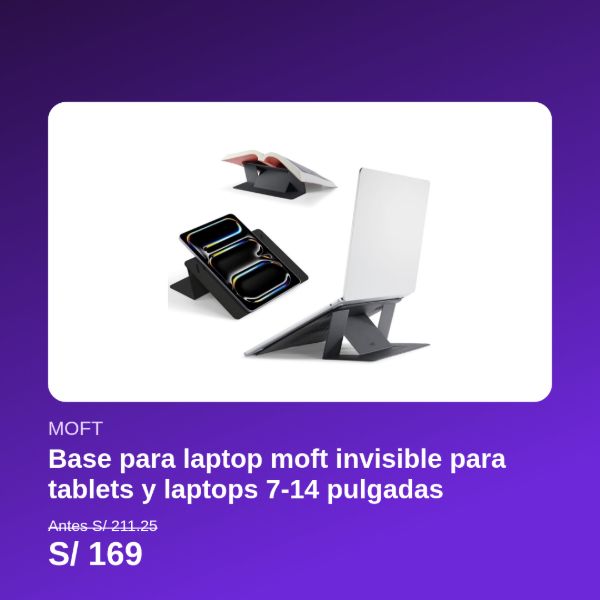 MOFT
Base para laptop moft invisible para
tablets y laptops 7-14 pulgadas
Antes S/ 211.25
S/ 169